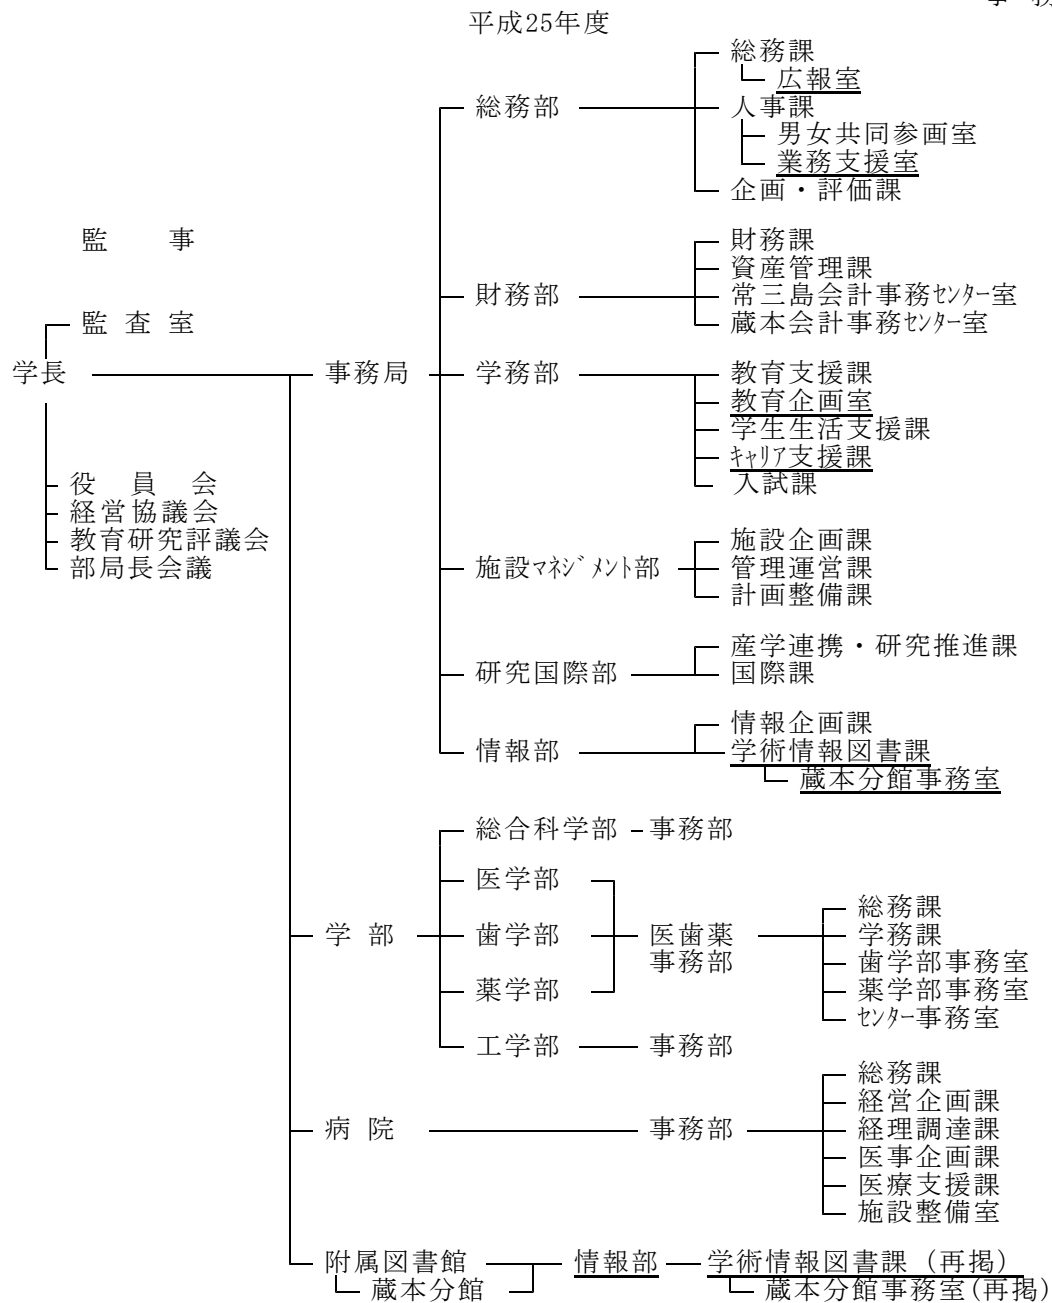 事 務
平成25年度
総務課
広報室
総務部
人事課
男女共同参画室
業務支援室
企画・評価課
監 事
財務課
資産管理課
財務部
常三島会計事務ｾﾝﾀｰ室
監 査 室
蔵本会計事務ｾﾝﾀｰ室
学長
事務局
学務部
教育支援課
教育企画室
学生生活支援課
ｷｬﾘｱ支援課
入試課
役 員 会
経営協議会
教育研究評議会
部局長会議
施設企画課
施設ﾏﾈｼﾞﾒﾝﾄ部
管理運営課
計画整備課
産学連携・研究推進課
研究国際部
国際課
情報企画課
情報部
学術情報図書課
蔵本分館事務室
総合科学部
事務部
医学部
総務課
学 部
歯学部
医歯薬
事務部
学務課
歯学部事務室
薬学部
薬学部事務室
ｾﾝﾀｰ事務室
工学部
事務部
総務課
経営企画課
病 院
事務部
経理調達課
医事企画課
医療支援課
施設整備室
附属図書館
情報部
学術情報図書課（再掲）
蔵本分館
蔵本分館事務室(再掲)